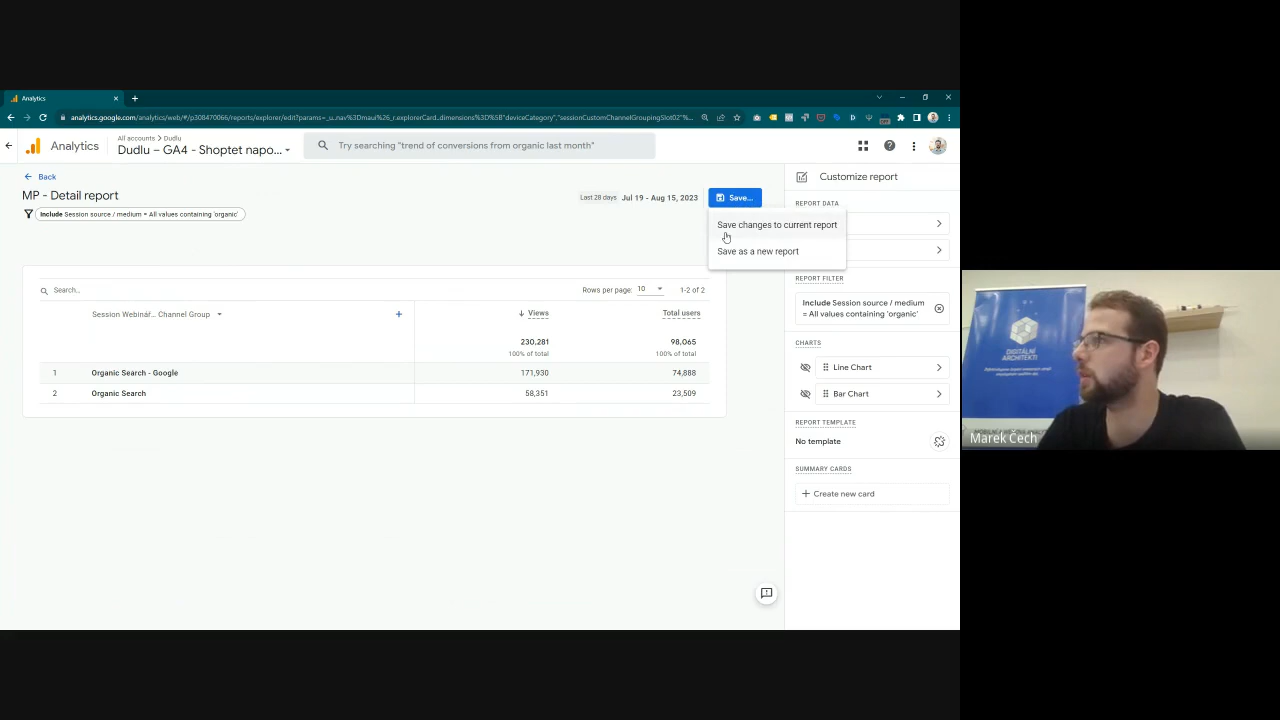 Analytics
analytics.google.com/analytics/web/#/p308470066/reports/explorer/edit?params=_u..nav%3Dmaui%26_r.explorerCard..dimensions%3D%5B"deviceCategory","sessionCustomChannelGroupingSlot02"%...
Analytics
All accounts > Dudlu
Dudlu – GA4 - Shoptet napo...
Try searching "trend of conversions from organic last month"
Back
MP - Detail report
Include Session source / medium = All values containing 'organic'
Last 28 days Jul 19 - Aug 15, 2023
Save...
Save changes to current report
Save as a new report
Search...
Rows per page: 10 1-2 of 2
Session Webinář... Channel Group
+
Views
Total users
230,281
98,065
100% of total
100% of total
1 Organic Search - Google 171,930 74,888
2 Organic Search 58,351 23,509
Customize report
REPORT DATA
REPORT FILTER
Include Session source / medium
= All values containing 'organic'
CHARTS
Line Chart
Bar Chart
REPORT TEMPLATE
No template
SUMMARY CARDS
+ Create new card
DIGITÁLNÍ
ARCHITEKTI
Marek Čech